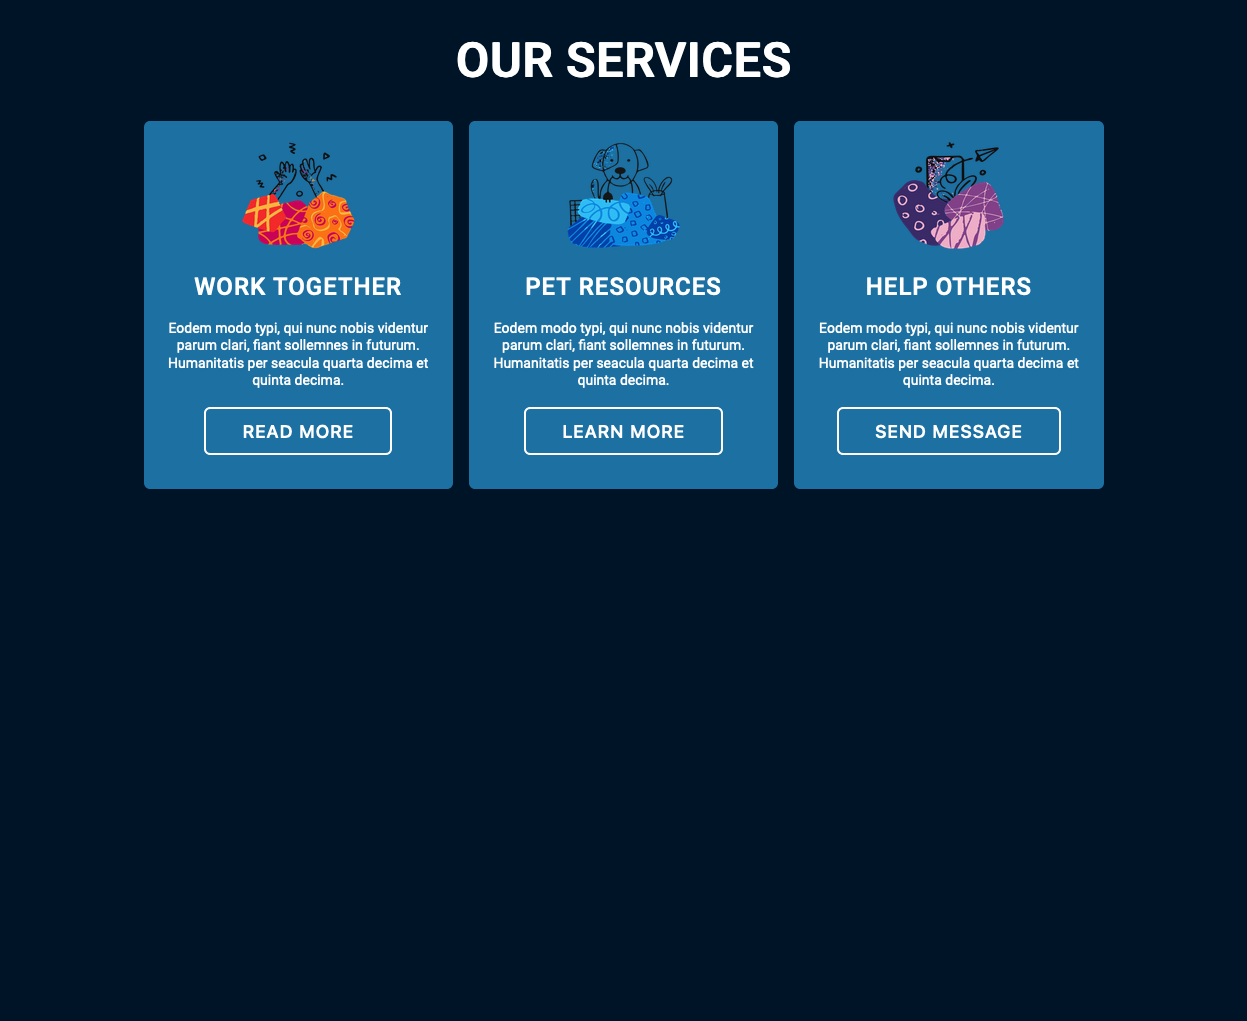 OUR SERVICES
WORK TOGETHER
Eodem modo typi, qui nunc nobis videntur
parum clari, fiant sollemnes in futurum.
Humanitatis per seacula quarta decima et
quinta decima.
READ MORE
PET RESOURCES
Eodem modo typi, qui nunc nobis videntur
parum clari, fiant sollemnes in futurum.
Humanitatis per seacula quarta decima et
quinta decima.
LEARN MORE
HELP OTHERS
Eodem modo typi, qui nunc nobis videntur
parum clari, fiant sollemnes in futurum.
Humanitatis per seacula quarta decima et
quinta decima.
SEND MESSAGE